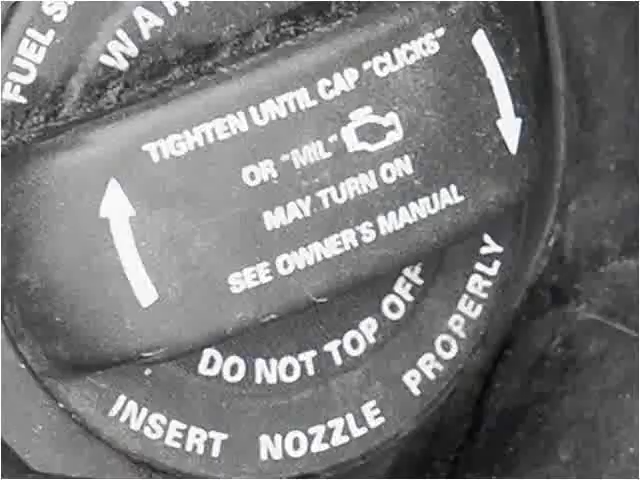 FUEL
TIGHTEN UNTIL CAP "CLICKS"
OR "MIL"
MAY TURN ON
SEE OWNER'S MANUAL
DO NOT TOP OFF
INSERT NOZZLE PROPERLY